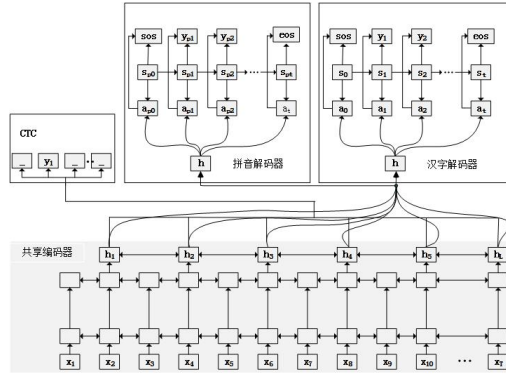 sos y_p1 y_p2 eos
s_p0 s_p1 s_p2 ...... s_pt
a_p0 a_p1 a_p2 a_t
h
拼音解码器
sos y_1 y_2 eos
s_0 s_1 s_2 ...... s_t
a_0 a_1 a_2 a_t
h
汉字解码器
CTC
_ y_1 _ ... _
共享编码器
h_1 h_2 h_3 h_4 h_5 h_L
x_1 x_2 x_3 x_4 x_5 x_6 x_7 x_8 x_9 x_10 ... x_T